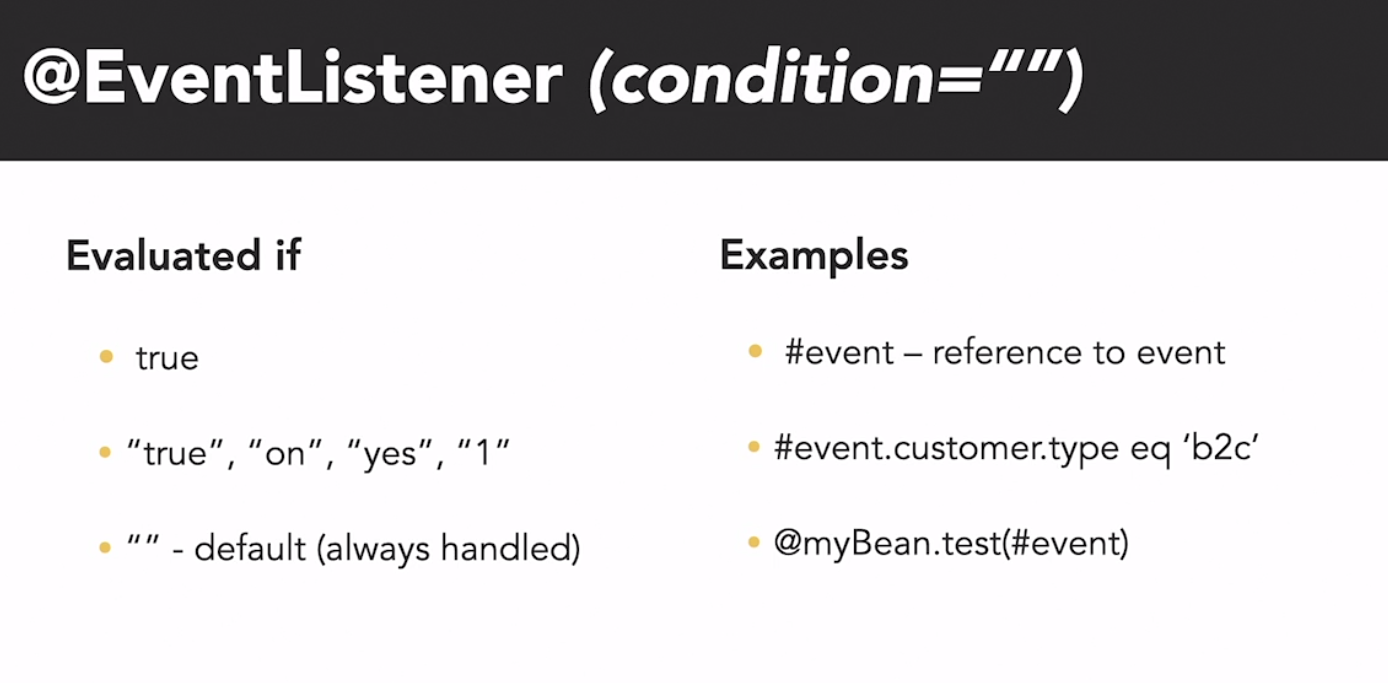 @EventListener (condition=“”)
Evaluated if
• true
• “true”, “on”, “yes”, “1”
• “” - default (always handled)
Examples
• #event – reference to event
• #event.customer.type eq ‘b2c’
• @myBean.test(#event)